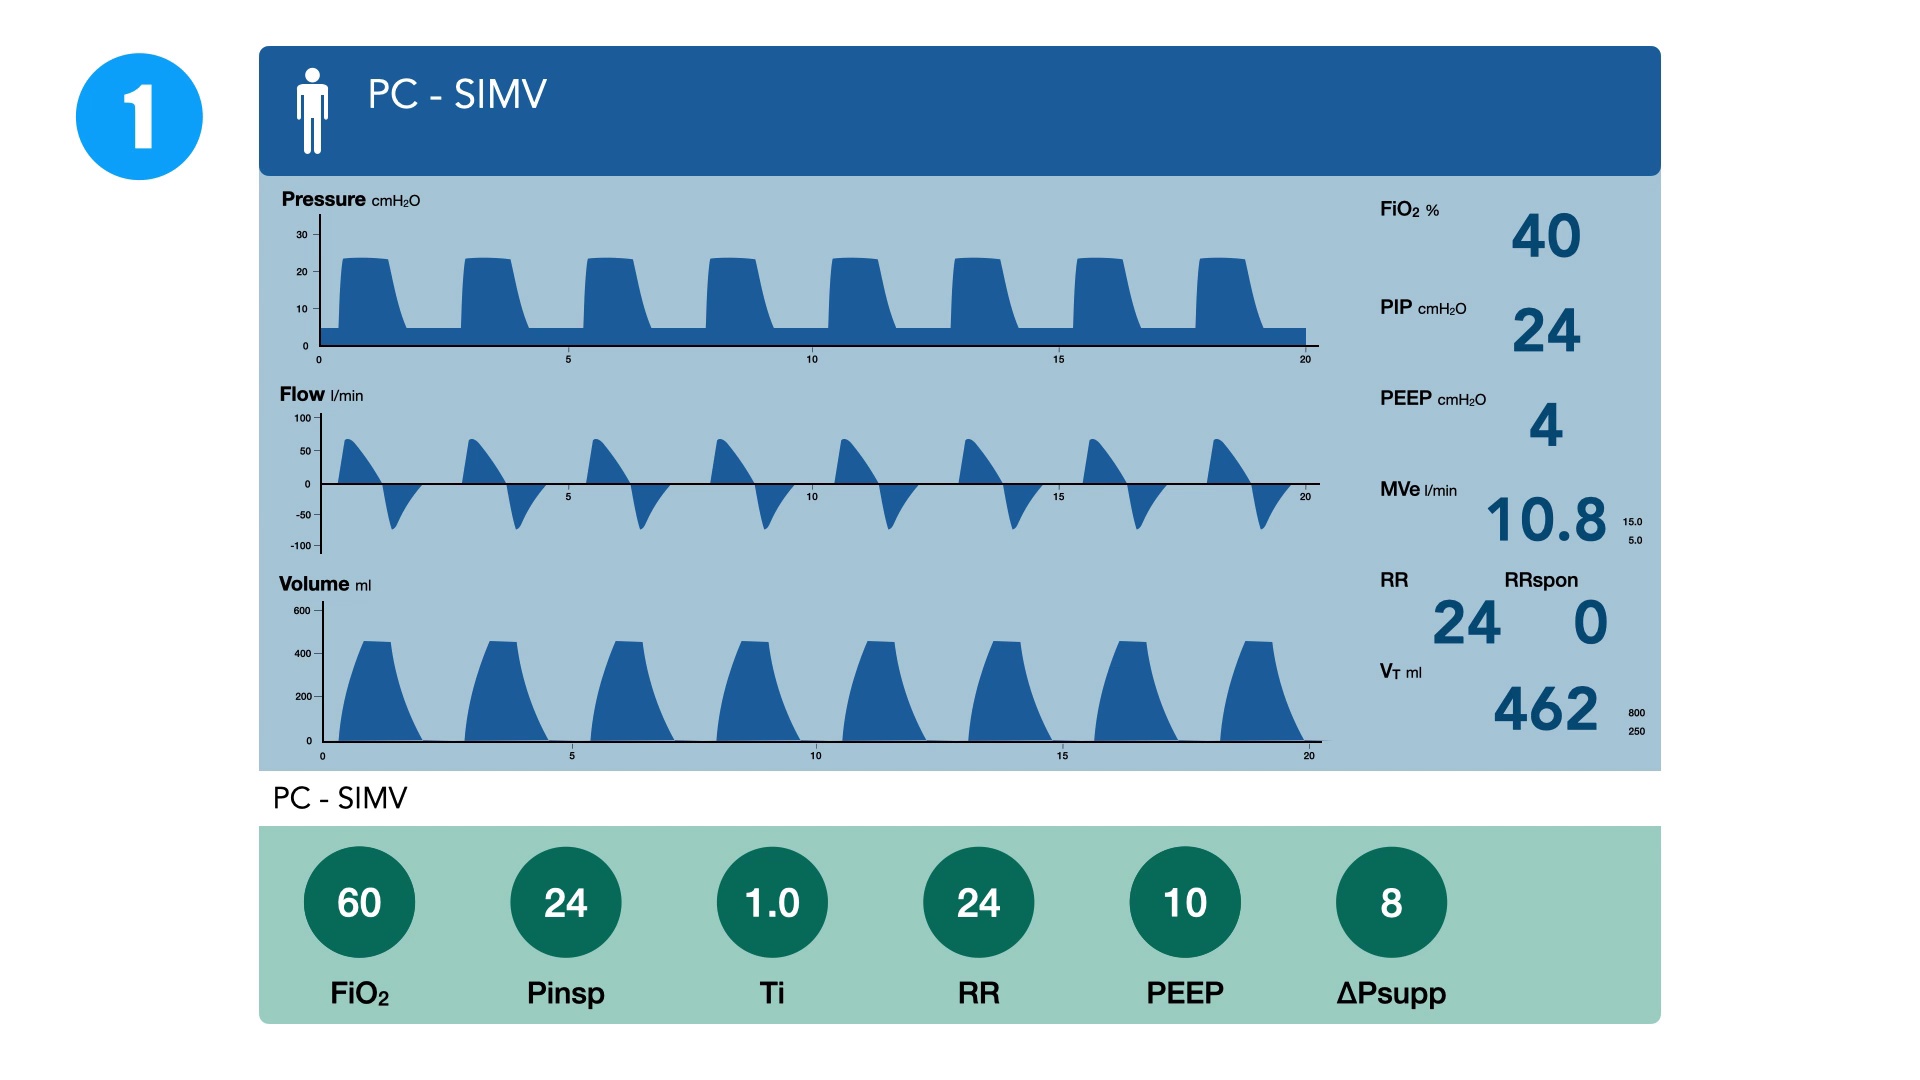 1
PC - SIMV
Pressure cmH₂O
30
20
10
0
0 5 10 15 20
Flow l/min
100
50
0
-50
-100
5 10 15 20
Volume ml
600
400
200
0
0 5 10 15 20
FiO₂ %
40
PIP cmH₂O
24
PEEP cmH₂O
4
MVe l/min
10.8
15.0
5.0
RR RRspon
24 0
VT ml
462
800
250
PC - SIMV
60 24 1.0 24 10 8
FiO₂ Pinsp Ti RR PEEP ΔPsupp